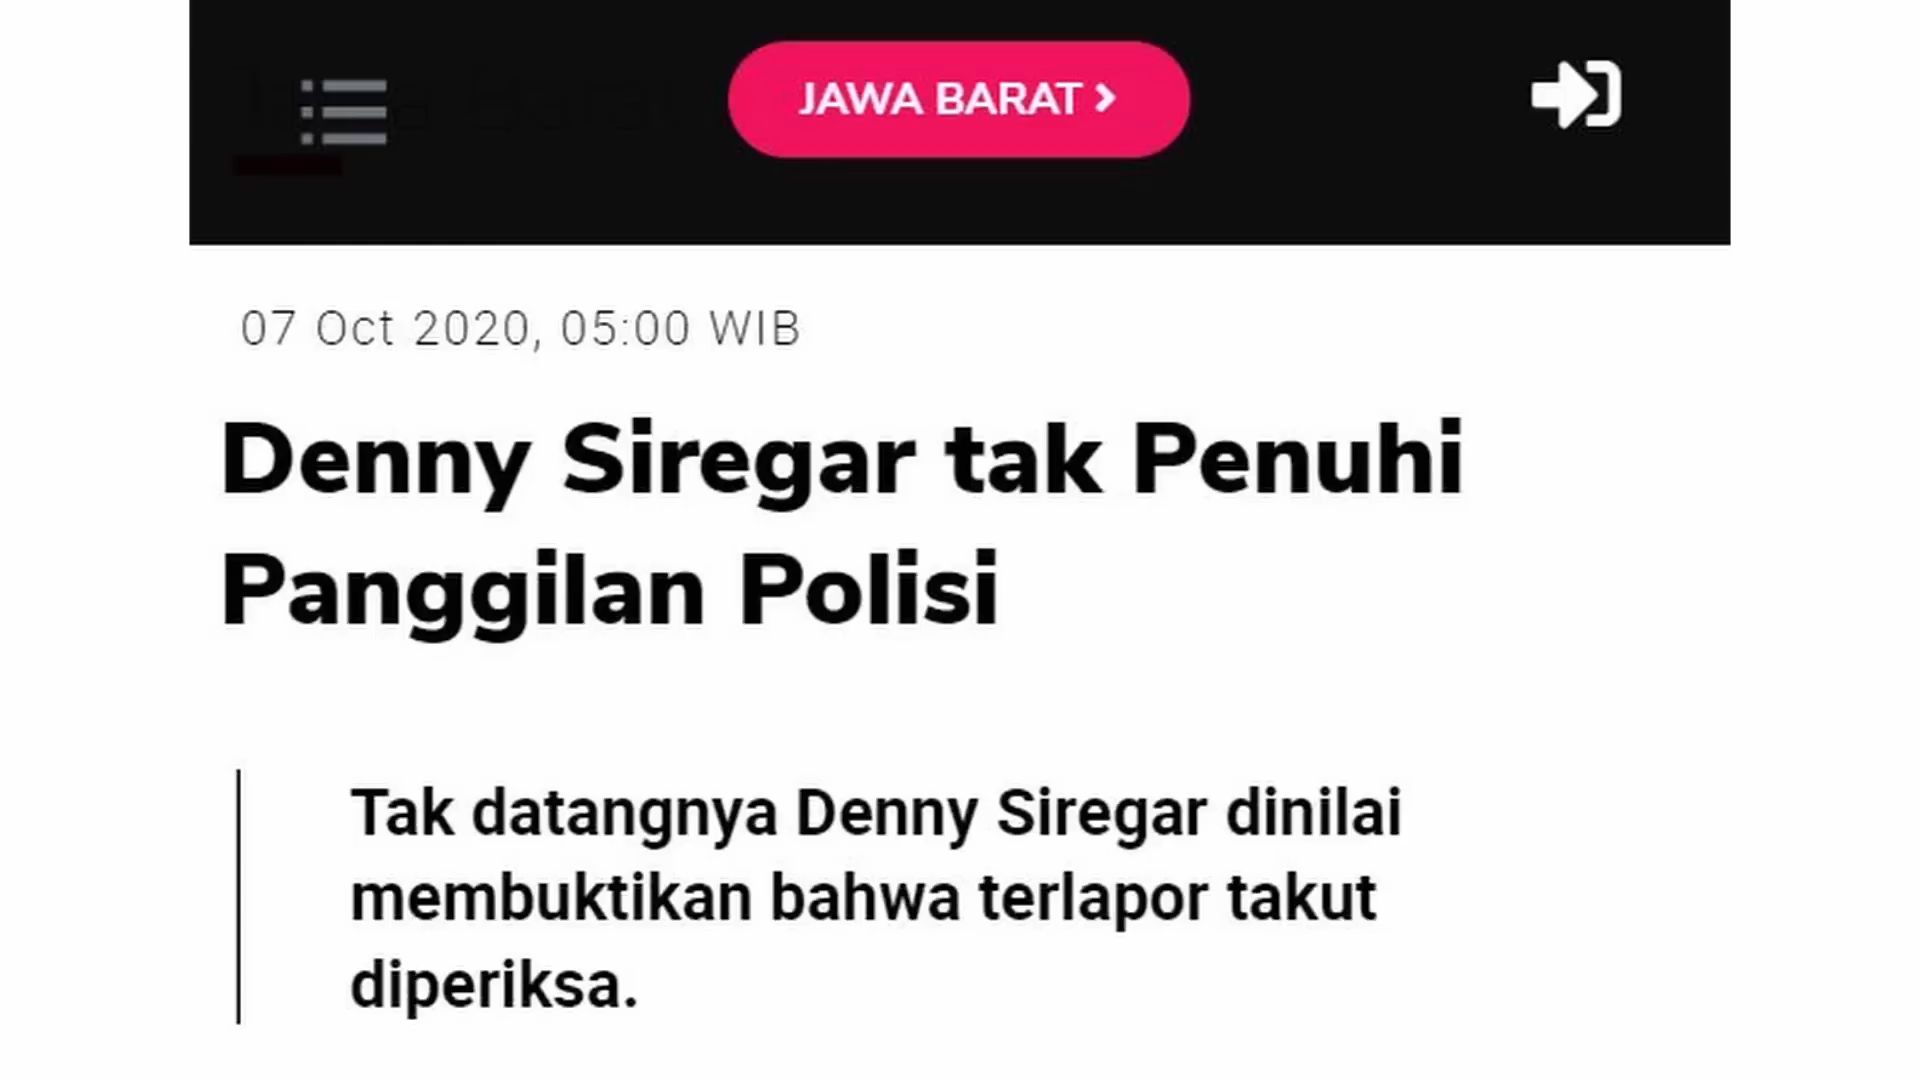 JAWA BARAT >
07 Oct 2020, 05:00 WIB
Denny Siregar tak Penuhi
Panggilan Polisi
Tak datangnya Denny Siregar dinilai
membuktikan bahwa terlapor takut
diperiksa.